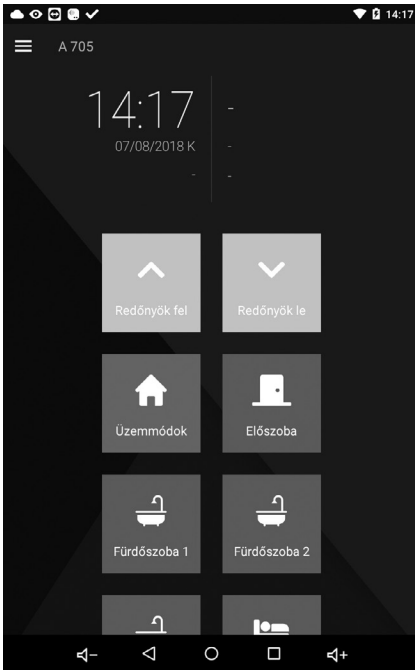 14:17
A 705
14:17
07/08/2018 K
-
-
-
-
Redőnyök fel
Redőnyök le
Üzemmódok
Előszoba
Fürdőszoba 1
Fürdőszoba 2